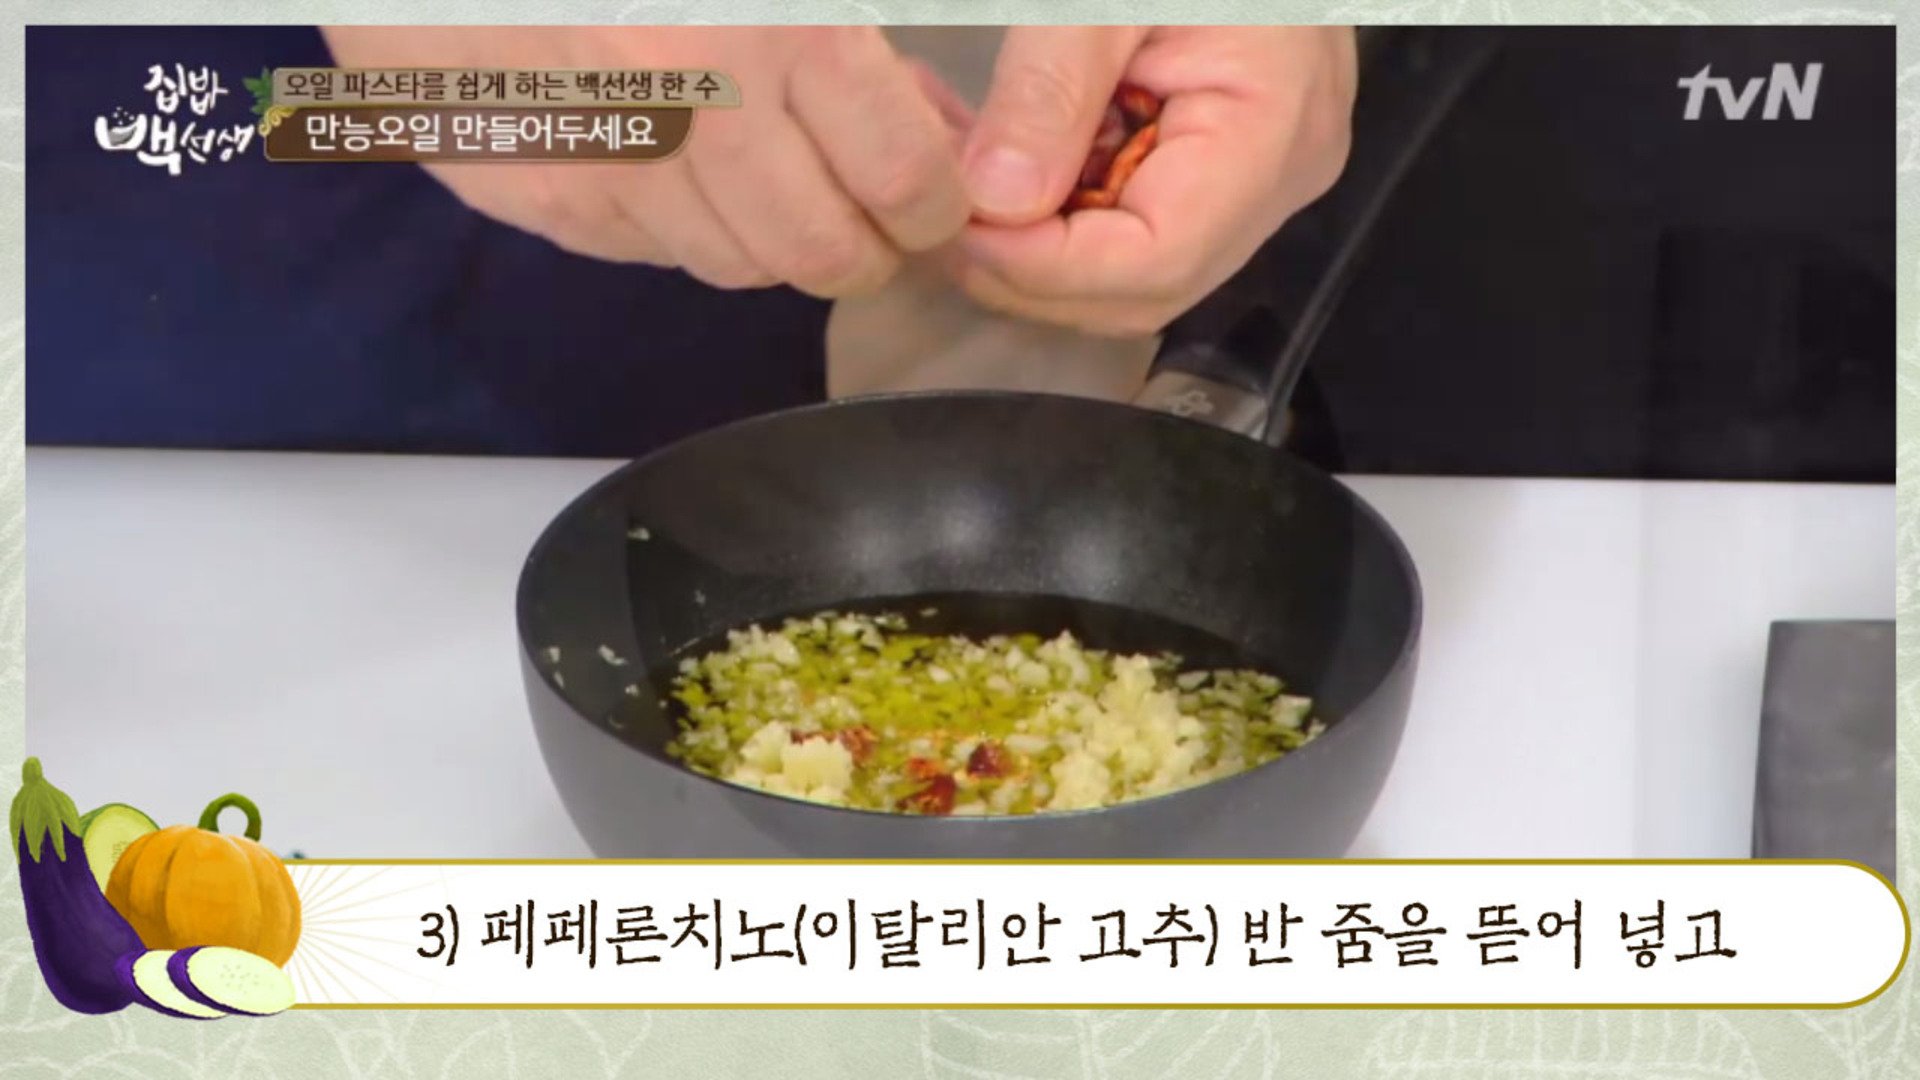 집밥
백선생
오일 파스타를 쉽게 하는 백선생 한 수
만능오일 만들어두세요
tvN
3) 페페론치노(이탈리안 고추) 반 줌을 뜯어 넣고